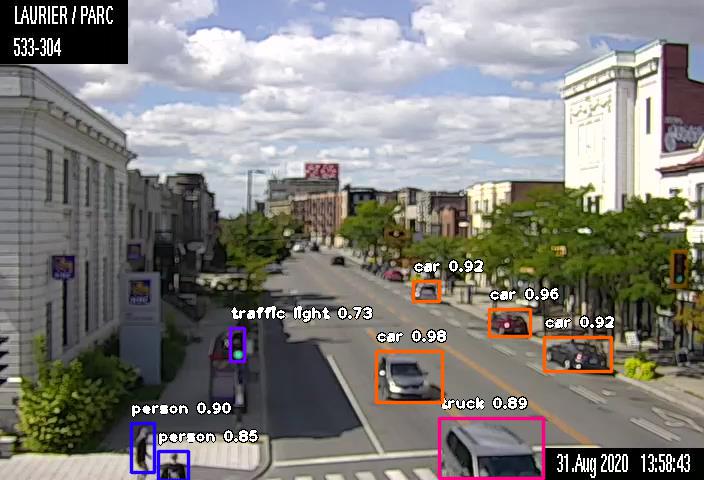 LAURIER / PARC
533-304
car 0.92
car 0.96
traffic light 0.73
car 0.92
car 0.98
truck 0.89
person 0.90
person 0.85
31.Aug 2020 13:58:43